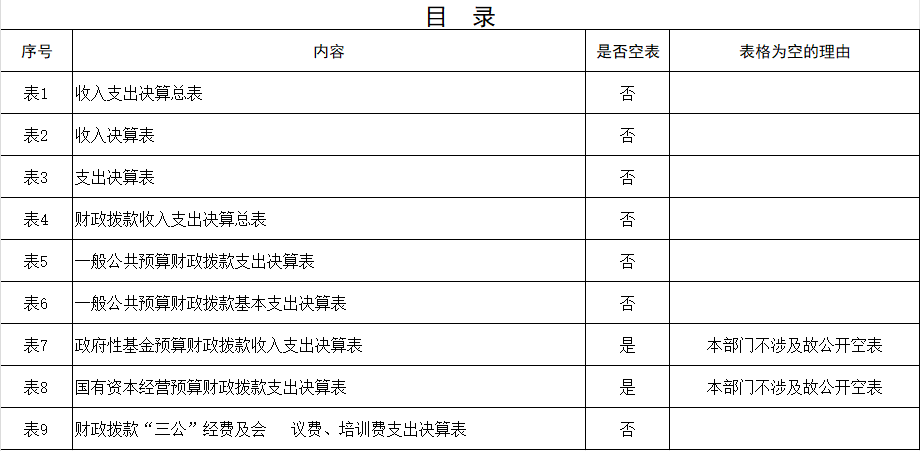 目 录
序号 内容 是否空表 表格为空的理由
表1 收入支出决算总表 否
表2 收入决算表 否
表3 支出决算表 否
表4 财政拨款收入支出决算总表 否
表5 一般公共预算财政拨款支出决算表 否
表6 一般公共预算财政拨款基本支出决算表 否
表7 政府性基金预算财政拨款收入支出决算表 是 本部门不涉及故公开空表
表8 国有资本经营预算财政拨款支出决算表 是 本部门不涉及故公开空表
表9 财政拨款“三公”经费及会 议费、培训费支出决算表 否